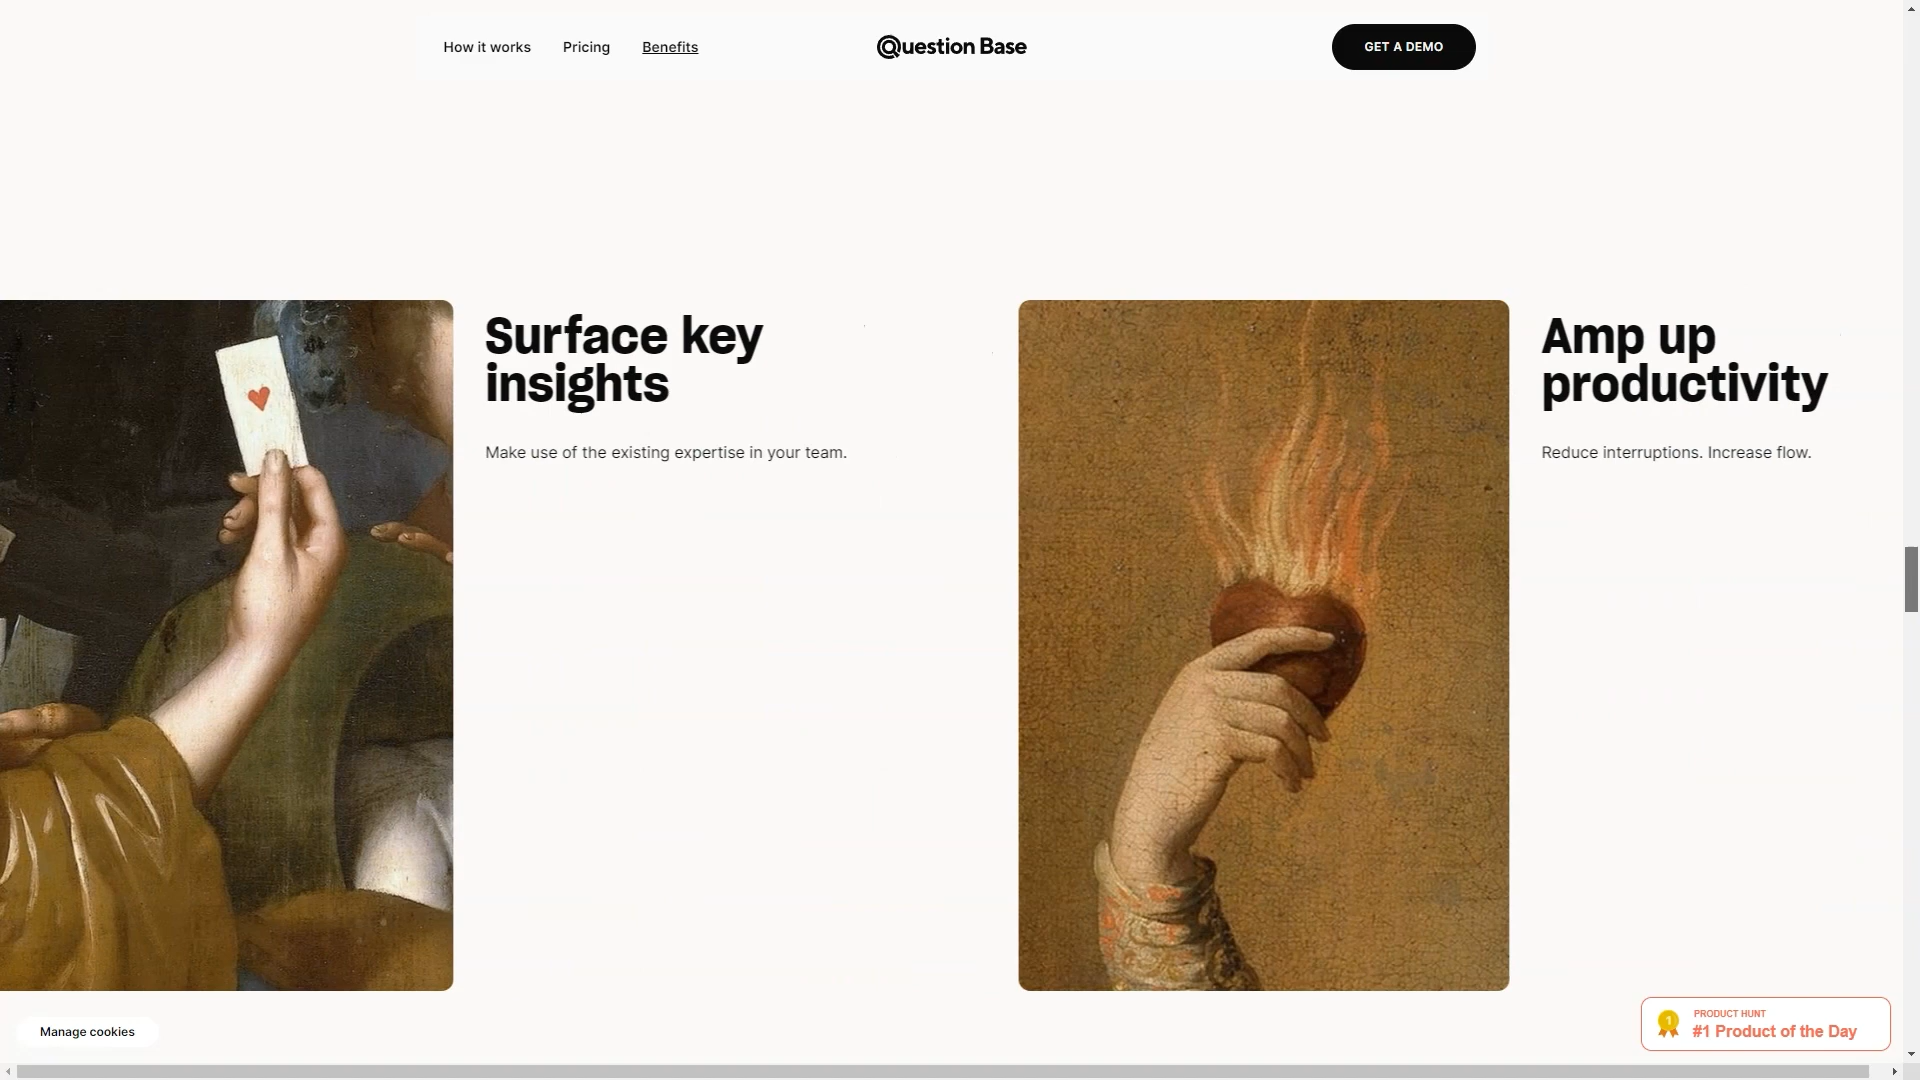 How it works
Pricing
Benefits
Question Base
GET A DEMO
Surface key
insights
Make use of the existing expertise in your team.
Amp up
productivity
Reduce interruptions. Increase flow.
Manage cookies
1
PRODUCT HUNT
#1 Product of the Day